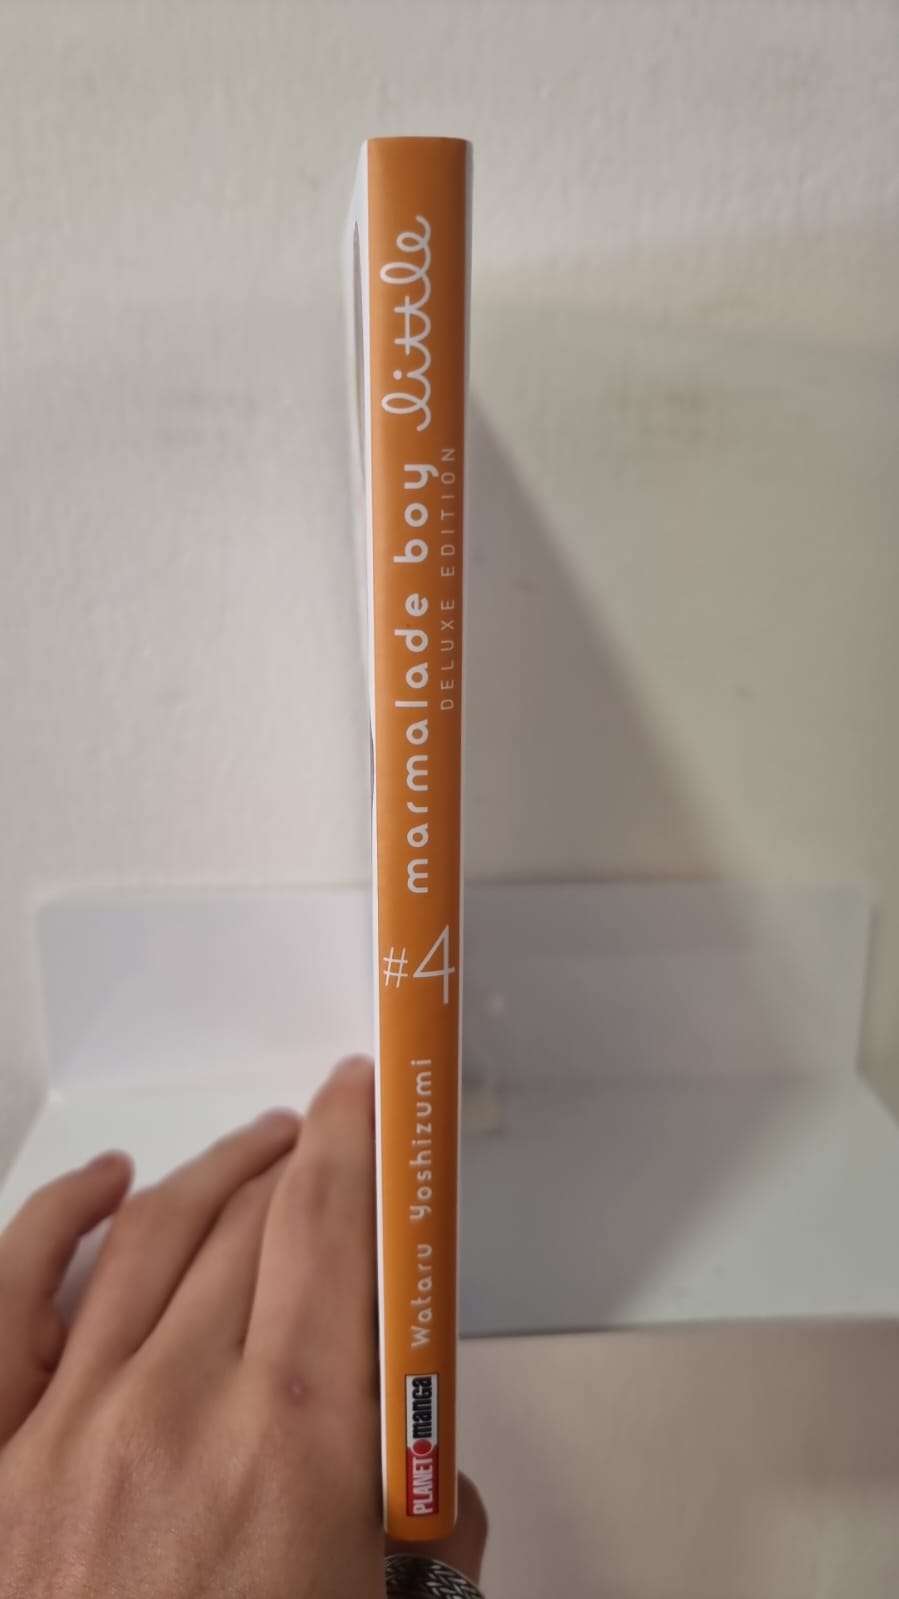 marmalade boy little
DELUXE EDITION
#4
Wataru Yoshizumi
PLANET manga